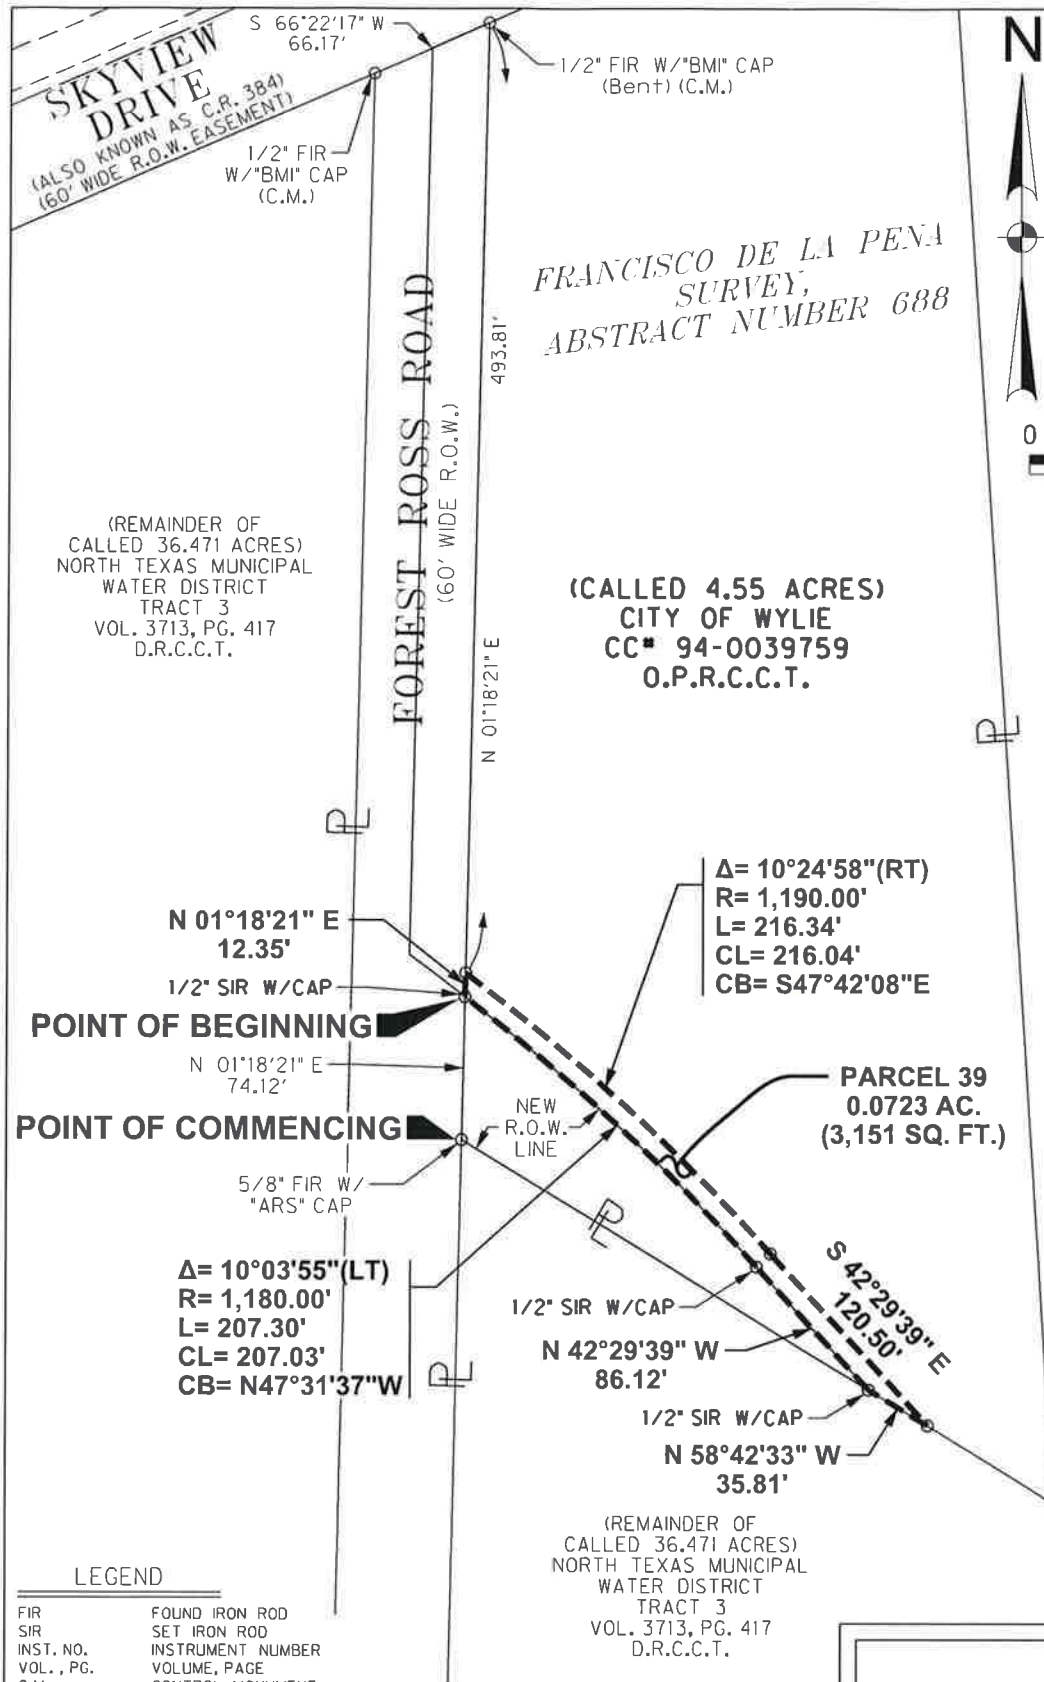 S 66°22'17" W
66.17'
1/2" FIR W/"BMI" CAP
(Bent) (C.M.)
N
SKYVIEW
DRIVE
(ALSO KNOWN AS C.R. 384)
(60' WIDE R.O.W. EASEMENT)
1/2" FIR
W/"BMI" CAP
(C.M.)
FRANCISCO DE LA PENA
SURVEY,
ABSTRACT NUMBER 688
493.81'
FOREST ROSS ROAD
(60' WIDE R.O.W.)
0
(REMAINDER OF
CALLED 36.471 ACRES)
NORTH TEXAS MUNICIPAL
WATER DISTRICT
TRACT 3
VOL. 3713, PG. 417
D.R.C.C.T.
(CALLED 4.55 ACRES)
CITY OF WYLIE
CC# 94-0039759
O.P.R.C.C.T.
N 01°18'21" E
PL
PL
Δ= 10°24'58"(RT)
R= 1,190.00'
L= 216.34'
CL= 216.04'
CB= S47°42'08"E
N 01°18'21" E
12.35'
1/2" SIR W/CAP
POINT OF BEGINNING
N 01°18'21" E
74.12'
POINT OF COMMENCING
NEW
R.O.W.
LINE
PARCEL 39
0.0723 AC.
(3,151 SQ. FT.)
5/8" FIR W/
"ARS" CAP
PL
Δ= 10°03'55"(LT)
R= 1,180.00'
L= 207.30'
CL= 207.03'
CB= N47°31'37"W
PL
S 42°29'39" E
120.50'
1/2" SIR W/CAP
N 42°29'39" W
86.12'
1/2" SIR W/CAP
N 58°42'33" W
35.81'
(REMAINDER OF
CALLED 36.471 ACRES)
NORTH TEXAS MUNICIPAL
WATER DISTRICT
TRACT 3
VOL. 3713, PG. 417
D.R.C.C.T.
LEGEND
FIR FOUND IRON ROD
SIR SET IRON ROD
INST. NO. INSTRUMENT NUMBER
VOL., PG. VOLUME, PAGE